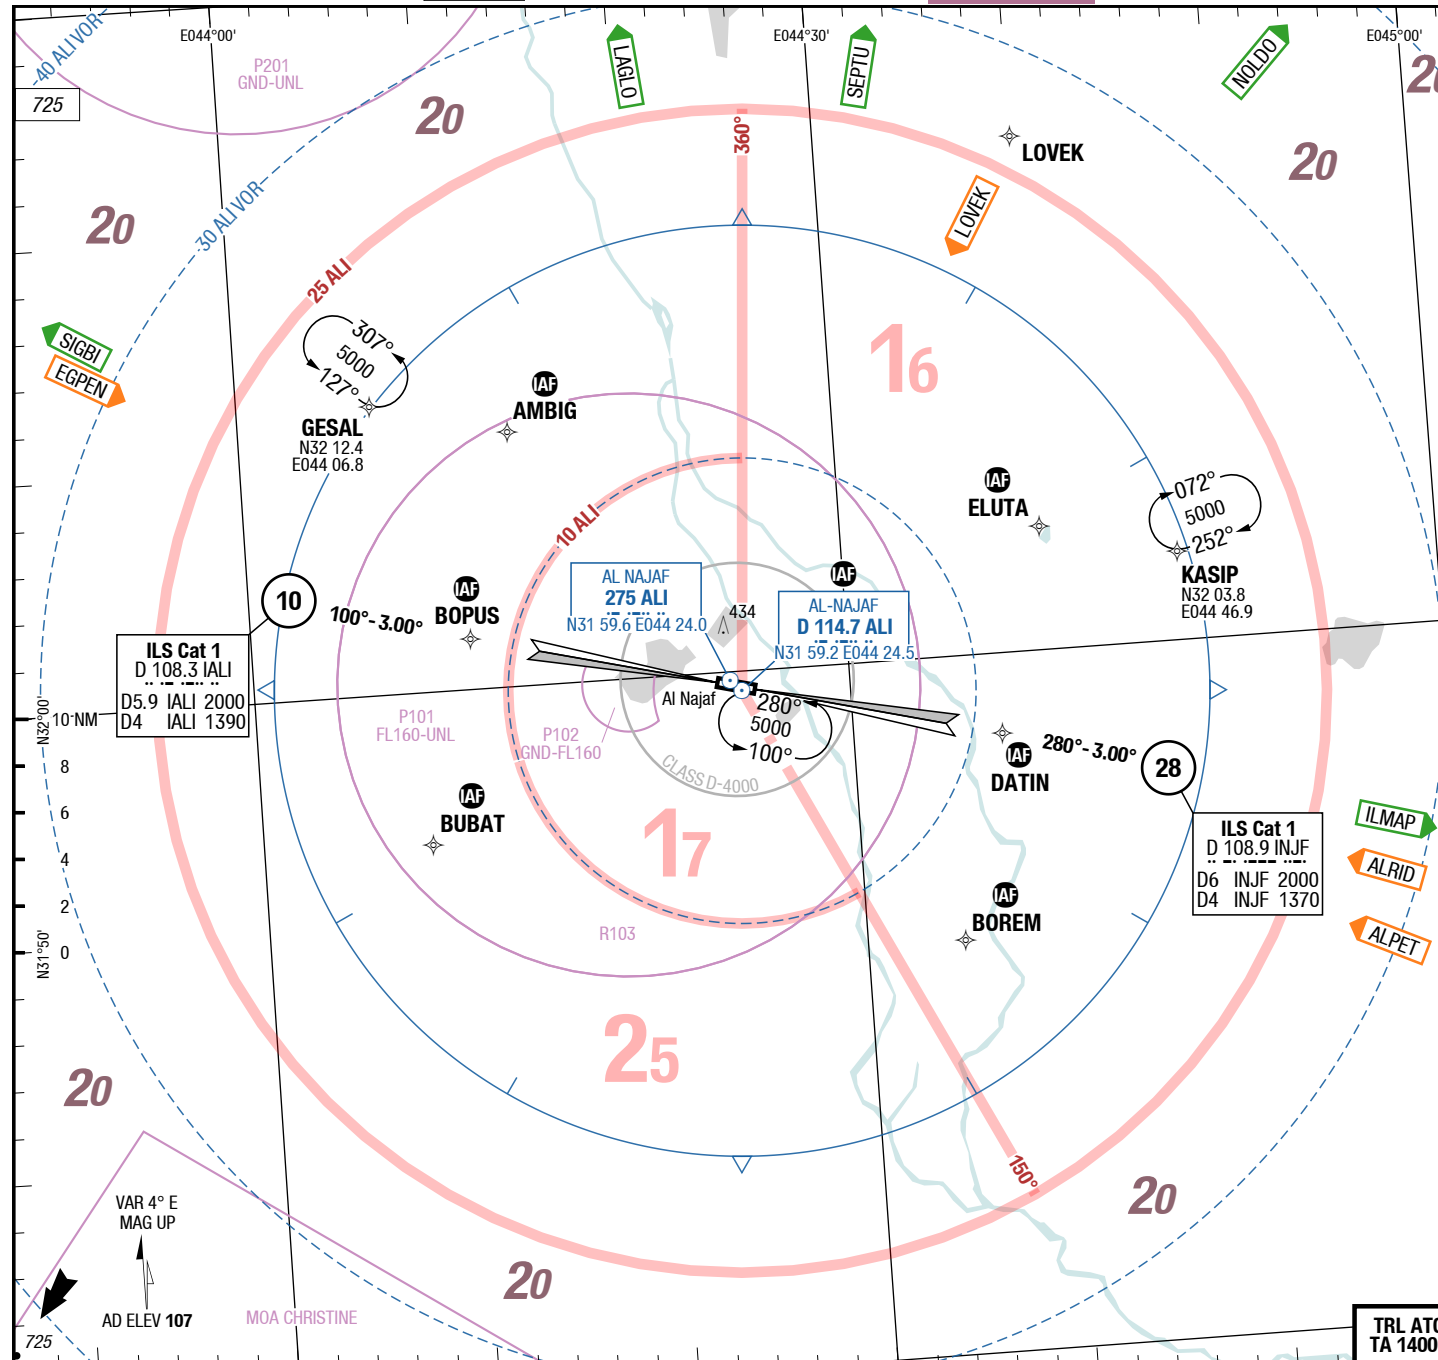 E044°00'
E044°30'
E045°00'
40 ALI VOR
P201
GND-UNL
725
20
LAGLO
SEPTU
NOLDO
20
20
LOVEK
20
360°
30 ALI VOR
LOVEK
25 ALI
16
SIGBI
EGPEN
307°
5000
127°
GESAL
N32 12.4
E044 06.8
IAF
AMBIG
IAF
ELUTA
072°
5000
252°
KASIP
N32 03.8
E044 46.9
10 ALI
IAF
BOPUS
10
100°- 3.00°
AL NAJAF
275 ALI
N31 59.6 E044 24.0
434
IAF
AL-NAJAF
D 114.7 ALI
N31 59.2 E044 24.5
ILS Cat 1
D 108.3 IALI
D5.9 IALI 2000
D4 IALI 1390
Al Najaf
280°
5000
100°
P101
FL160-UNL
P102
GND-FL160
CLASS D-4000
IAF
DATIN
280°- 3.00°
28
N32°00'
10 NM
8
6
4
2
0
N31°50'
IAF
BUBAT
17
ILS Cat 1
D 108.9 INJF
D6 INJF 2000
D4 INJF 1370
ILMAP
ALRID
ALPET
IAF
BOREM
R103
25
20
150°
20
20
VAR 4° E
MAG UP
AD ELEV 107
MOA CHRISTINE
725
TRL ATC
TA 1400